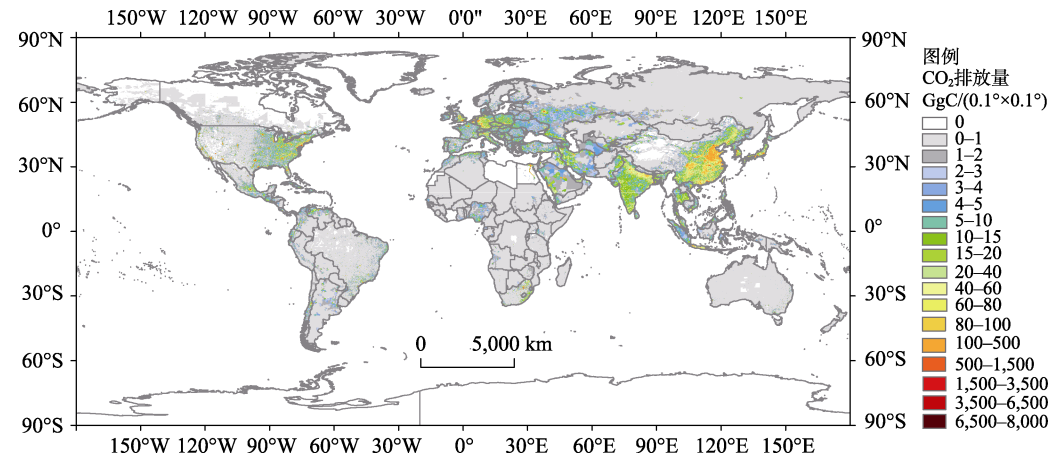 150°W 120°W 90°W 60°W 30°W 0'0" 30°E 60°E 90°E 120°E 150°E
90°N 90°N
60°N 60°N
30°N 30°N
0° 0°
30°S 30°S
60°S 60°S
90°S 90°S
0 5,000 km
150°W 120°W 90°W 60°W 30°W 0° 30°E 60°E 90°E 120°E 150°E
图例
CO₂排放量
GgC/(0.1°×0.1°)
0
0–1
1–2
2–3
3–4
4–5
5–10
10–15
15–20
20–40
40–60
60–80
80–100
100–500
500–1,500
1,500–3,500
3,500–6,500
6,500–8,000